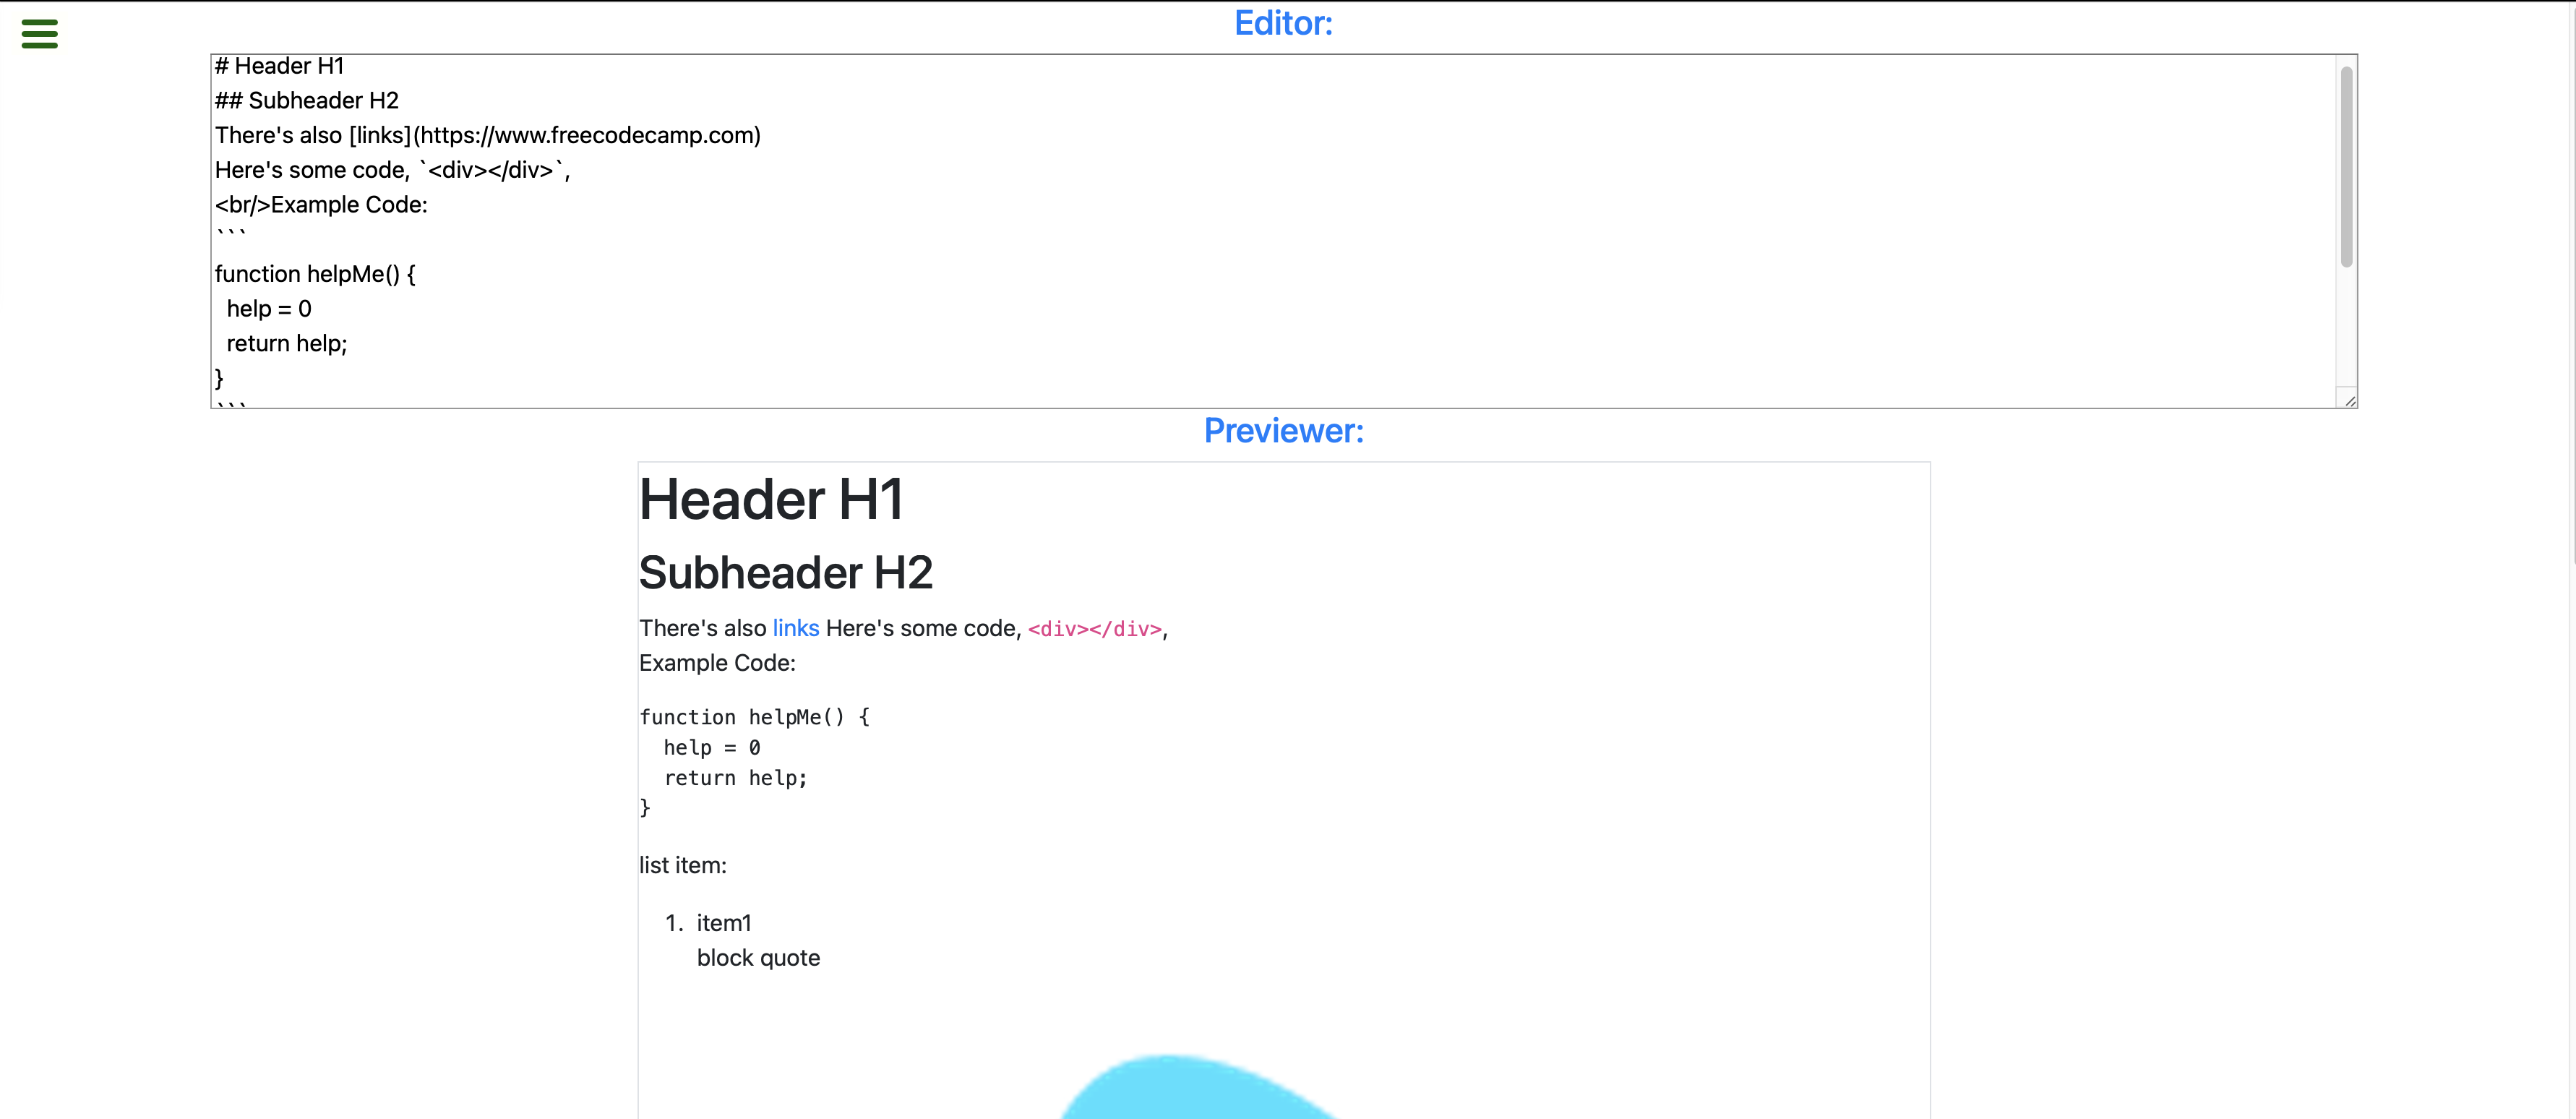 Editor:
# Header H1
## Subheader H2
There's also [links](https://www.freecodecamp.com)
Here's some code, `<div></div>`,
<br/>Example Code:
```
function helpMe() {
  help = 0
  return help;
}
```
Previewer:
Header H1
Subheader H2
There's also links Here's some code, <div></div>,
Example Code:
function helpMe() {
  help = 0
  return help;
}
list item:
1. item1
block quote